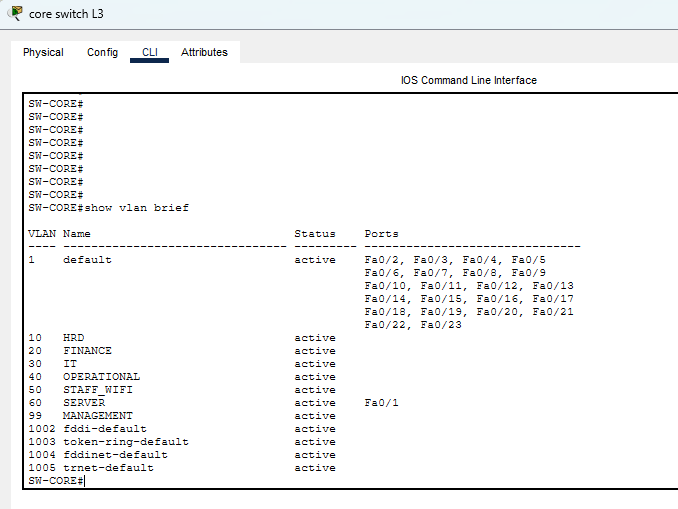 core switch L3
Physical Config CLI Attributes
IOS Command Line Interface
SW-CORE#
SW-CORE#
SW-CORE#
SW-CORE#
SW-CORE#
SW-CORE#
SW-CORE#
SW-CORE#
SW-CORE#show vlan brief
VLAN Name                             Status    Ports
---- -------------------------------- --------- -------------------------------
1    default                          active    Fa0/2, Fa0/3, Fa0/4, Fa0/5
                                                Fa0/6, Fa0/7, Fa0/8, Fa0/9
                                                Fa0/10, Fa0/11, Fa0/12, Fa0/13
                                                Fa0/14, Fa0/15, Fa0/16, Fa0/17
                                                Fa0/18, Fa0/19, Fa0/20, Fa0/21
                                                Fa0/22, Fa0/23
10   HRD                              active
20   FINANCE                          active
30   IT                               active
40   OPERATIONAL                      active
50   STAFF_WIFI                       active
60   SERVER                           active    Fa0/1
99   MANAGEMENT                       active
1002 fddi-default                     active
1003 token-ring-default               active
1004 fddinet-default                  active
1005 trnet-default                    active
SW-CORE#